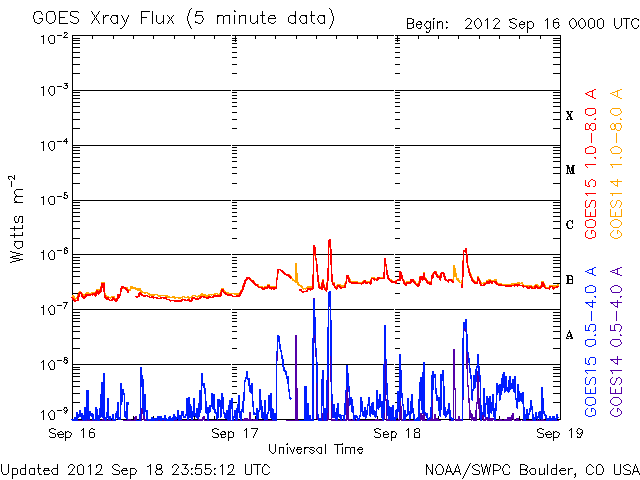 GOES Xray Flux (5 minute data)
Begin: 2012 Sep 16 0000 UTC
10-2
10-3
10-4
10-5
10-6
10-7
10-8
10-9
Watts m-2
X
M
C
B
A
GOES15 1.0-8.0 A
GOES14 1.0-8.0 A
GOES15 0.5-4.0 A
GOES14 0.5-4.0 A
Sep 16
Sep 17
Sep 18
Sep 19
Universal Time
Updated 2012 Sep 18 23:55:12 UTC
NOAA/SWPC Boulder, CO USA